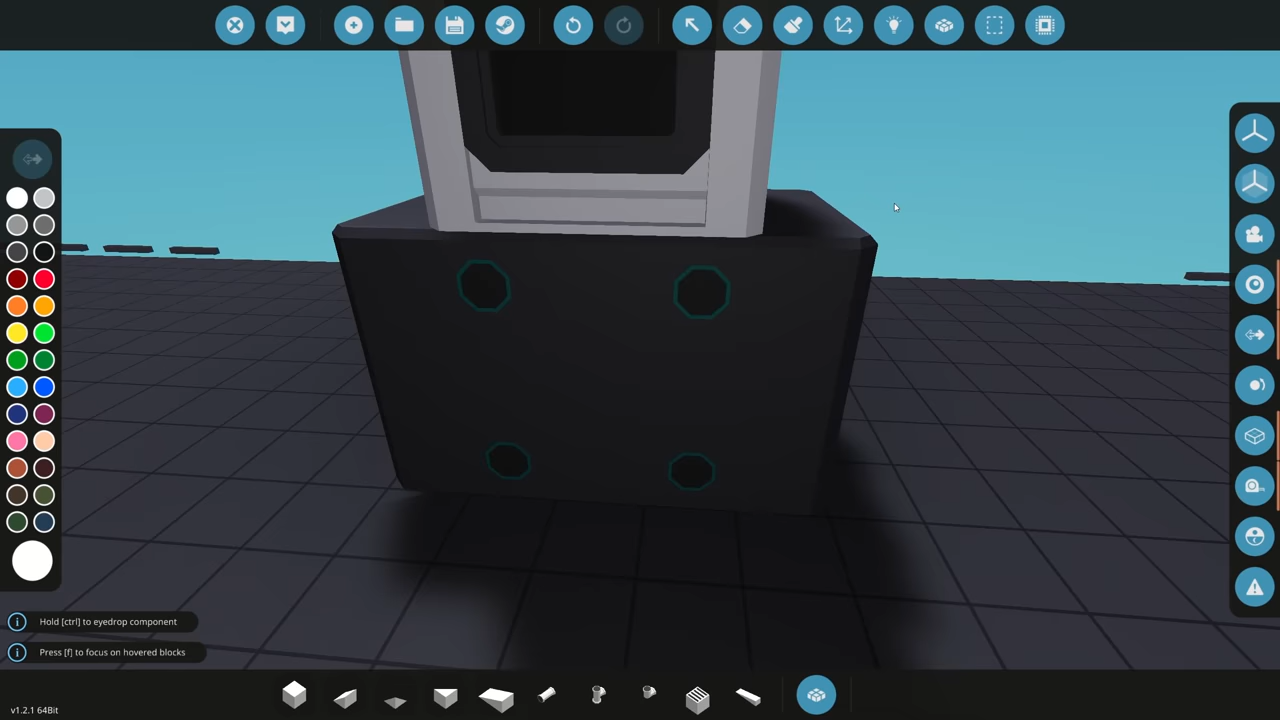 Hold [ctrl] to eyedrop component
Press [f] to focus on hovered blocks
v1.2.1 64Bit